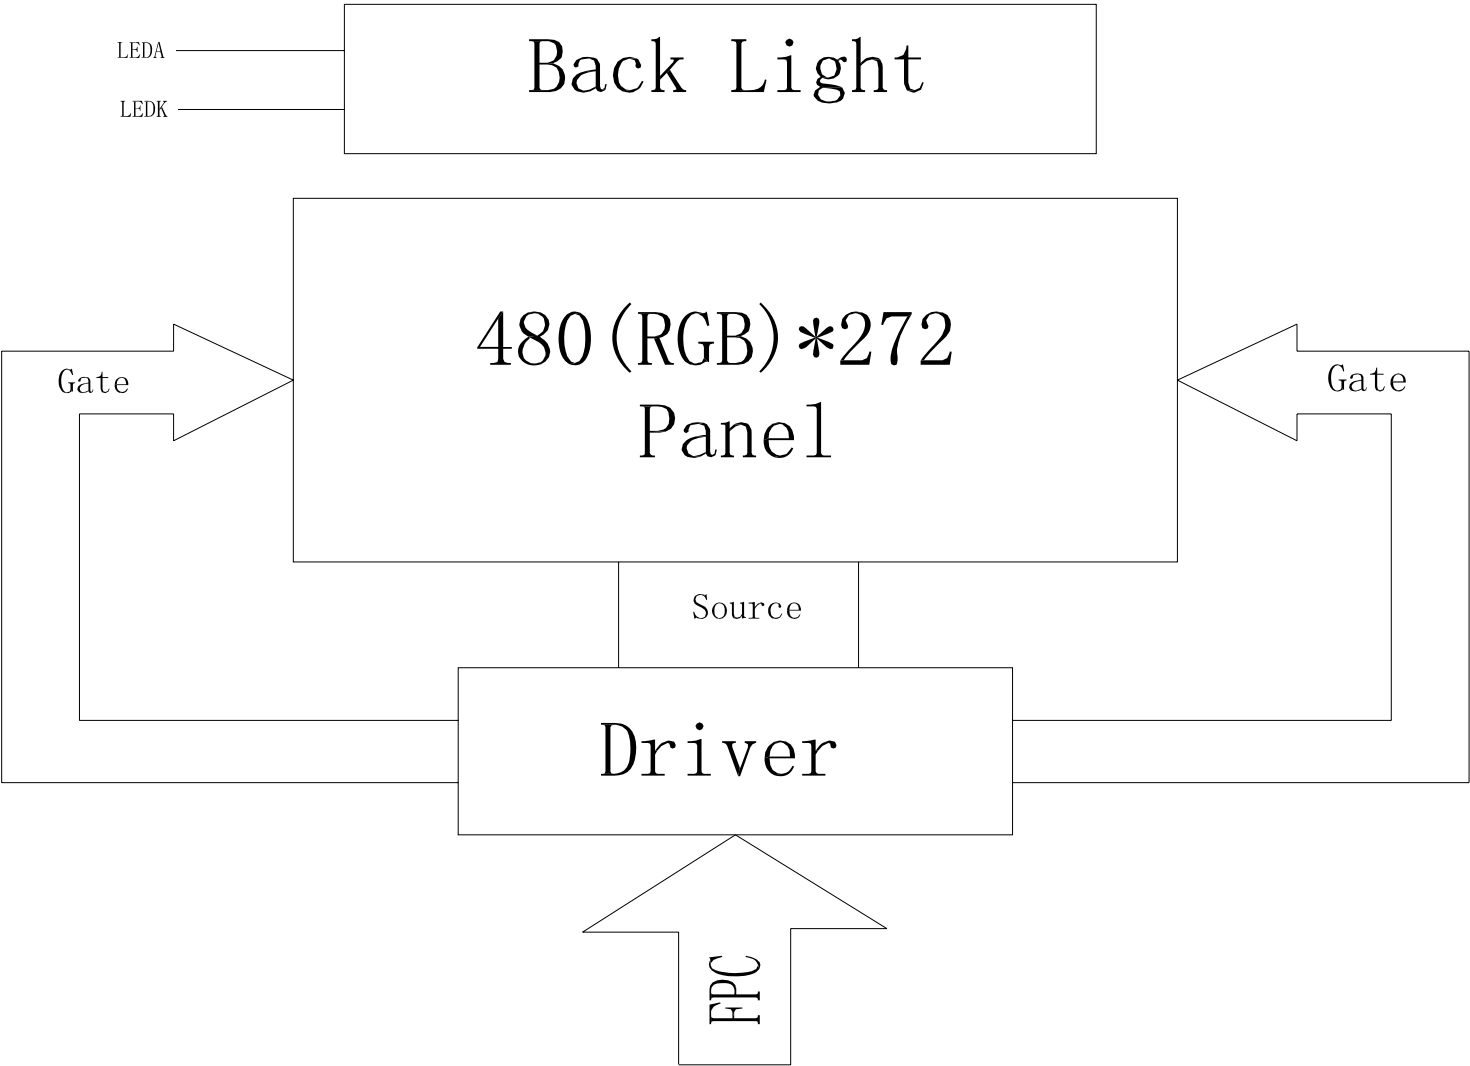 LEDA
Back Light
LEDK
480(RGB)*272
Gate
Gate
Panel
Source
Driver
FPC